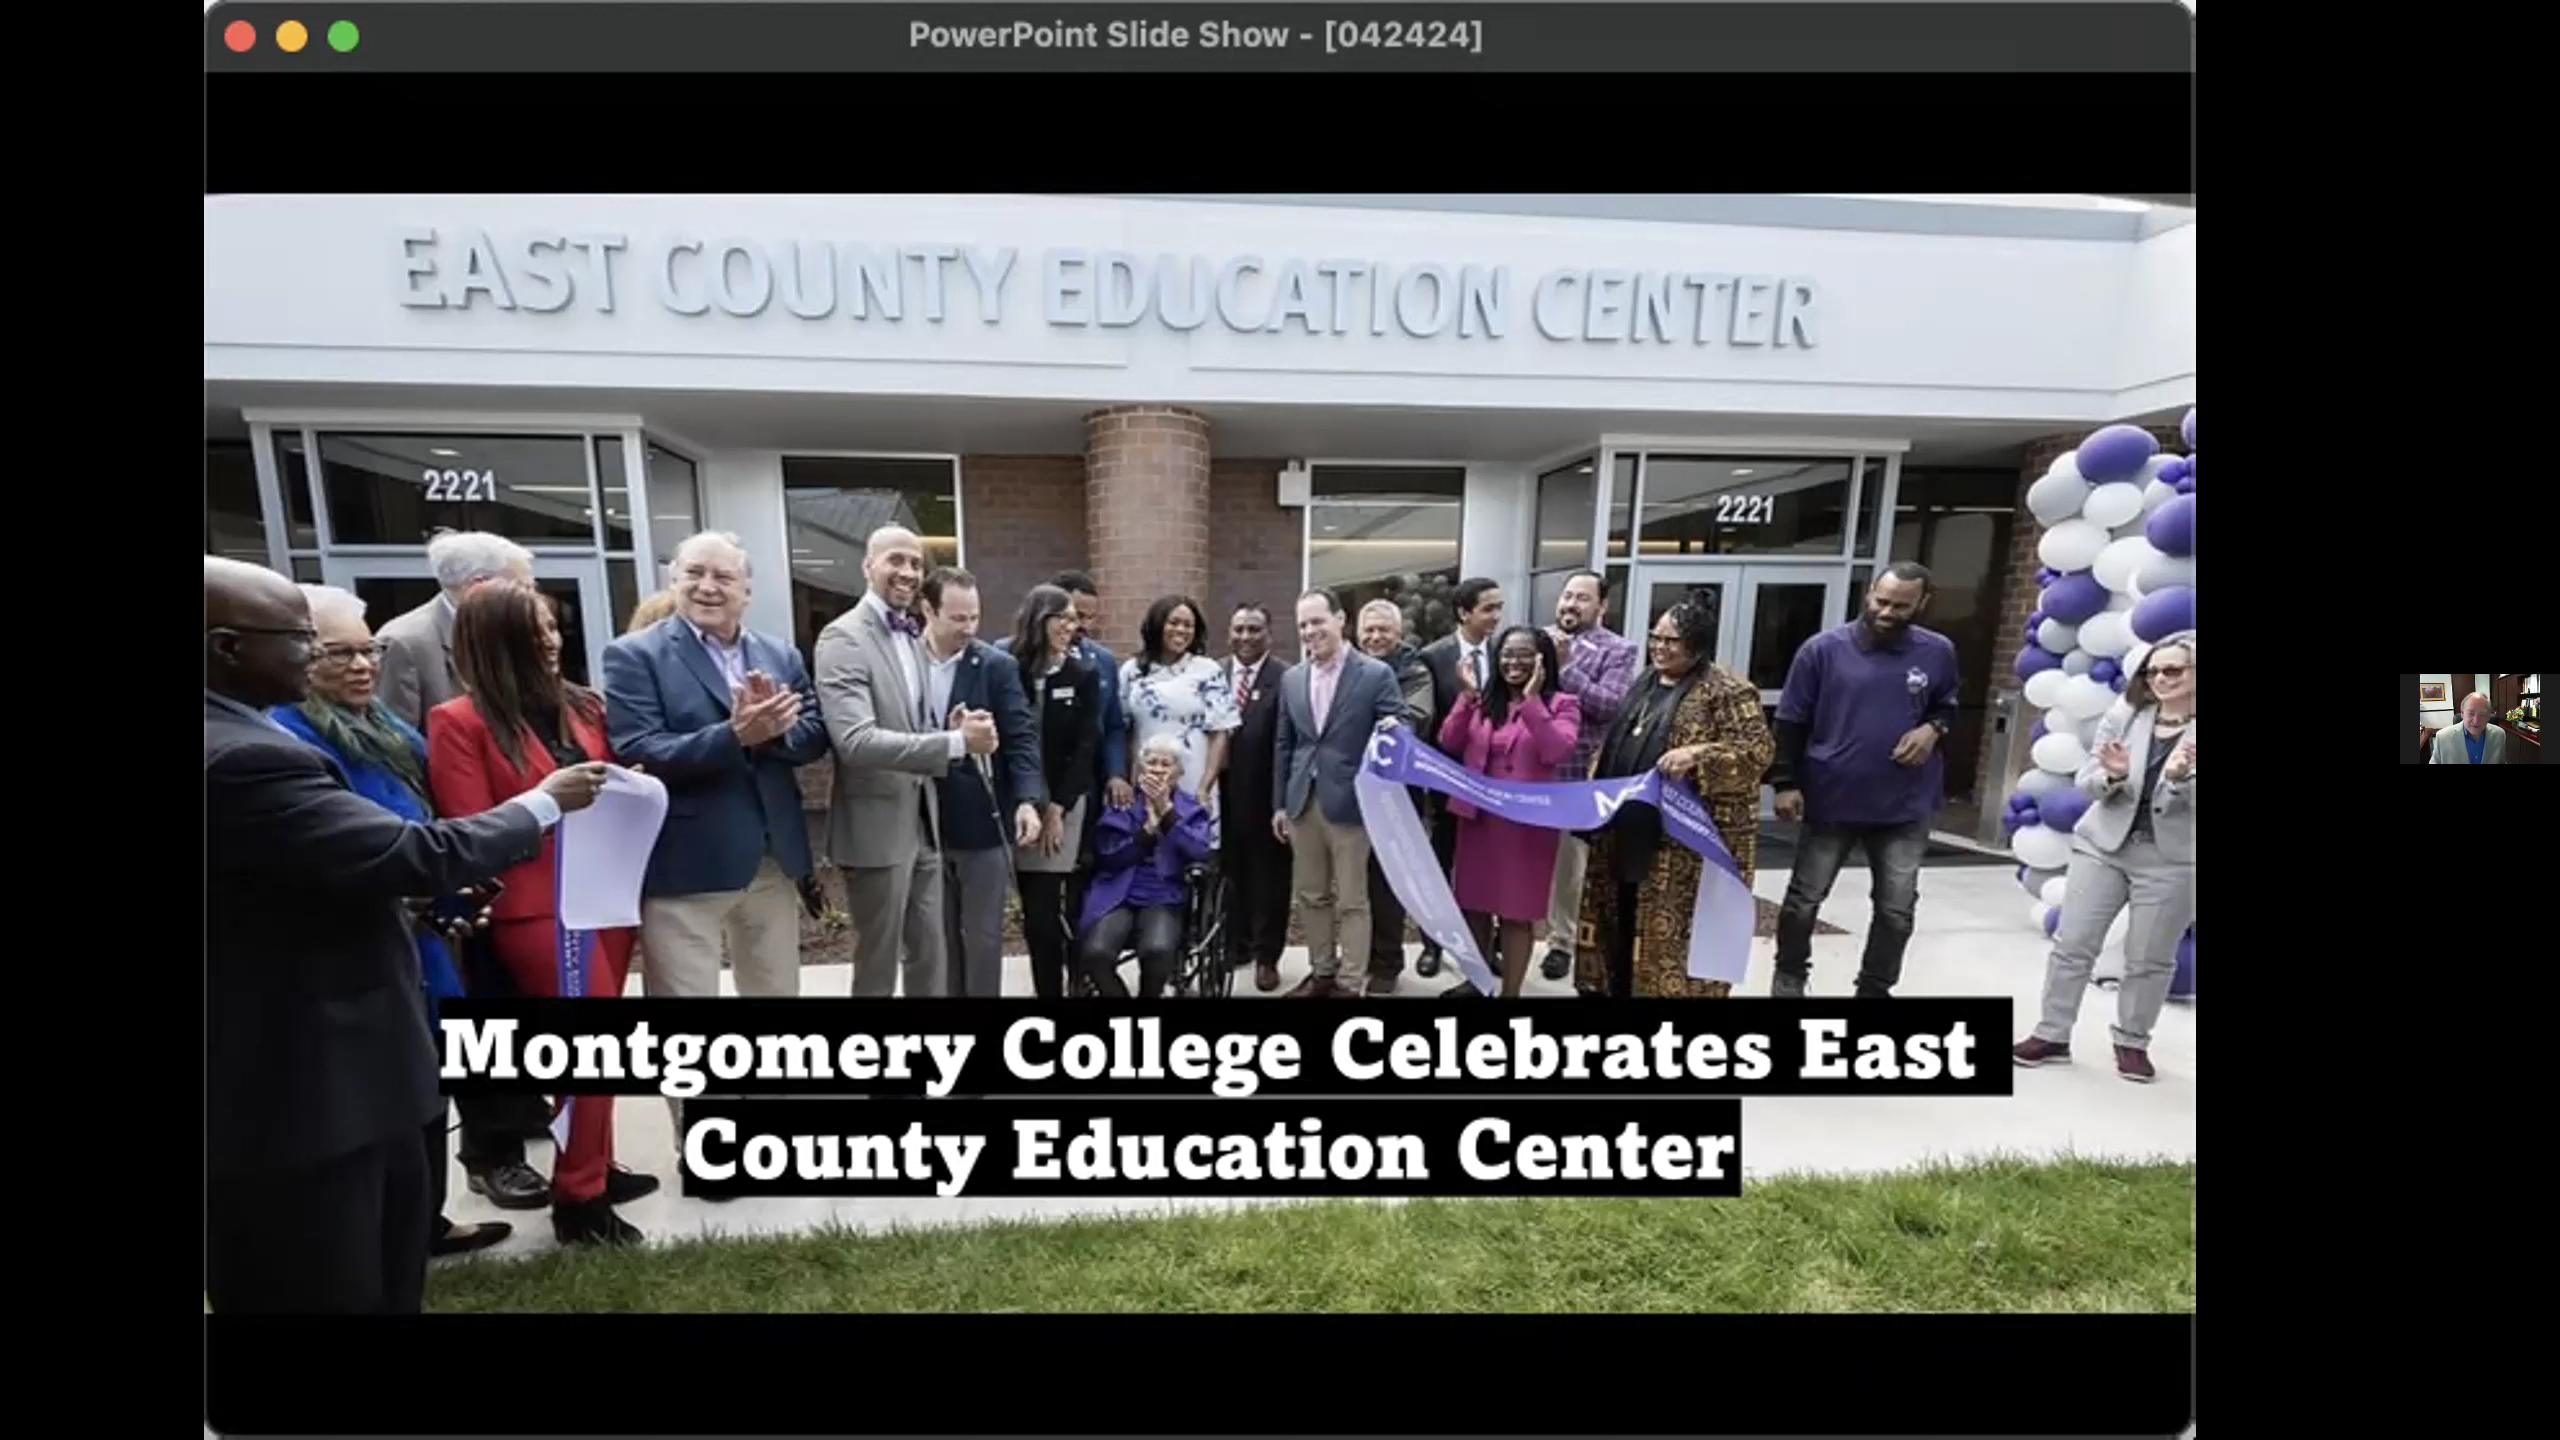 PowerPoint Slide Show - [042424]
EAST COUNTY EDUCATION CENTER
2221
2221
Montgomery College Celebrates East
County Education Center